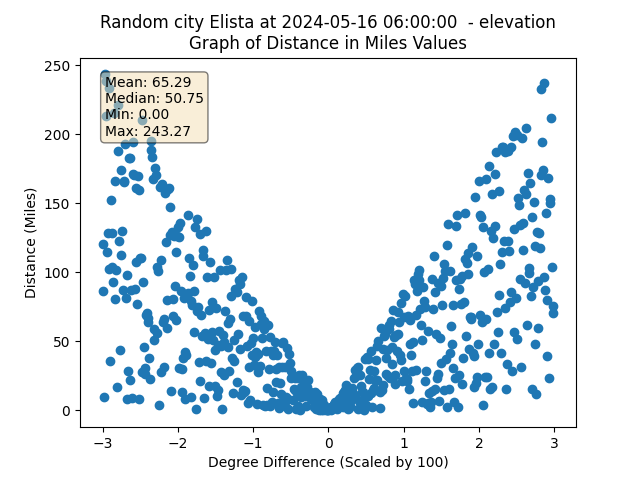 Random city Elista at 2024-05-16 06:00:00  - elevation
Graph of Distance in Miles Values
250
200
150
100
50
0
Mean: 65.29
Median: 50.75
Min: 0.00
Max: 243.27
Distance (Miles)
−3
−2
−1
0
1
2
3
Degree Difference (Scaled by 100)